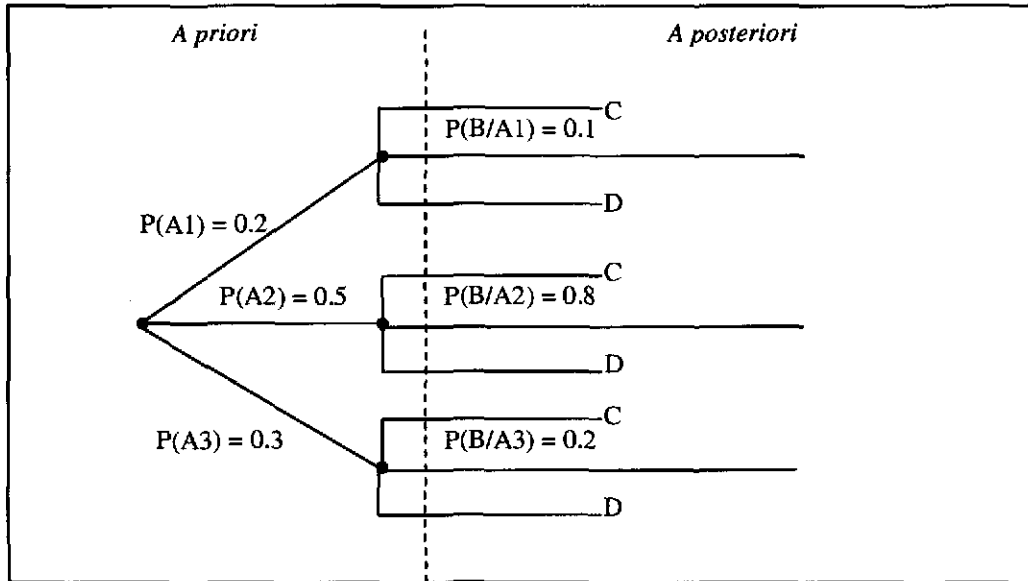 A priori
A posteriori
C
P(B/A1) = 0.1
D
P(A1) = 0.2
C
P(A2) = 0.5
P(B/A2) = 0.8
D
C
P(A3) = 0.3
P(B/A3) = 0.2
D